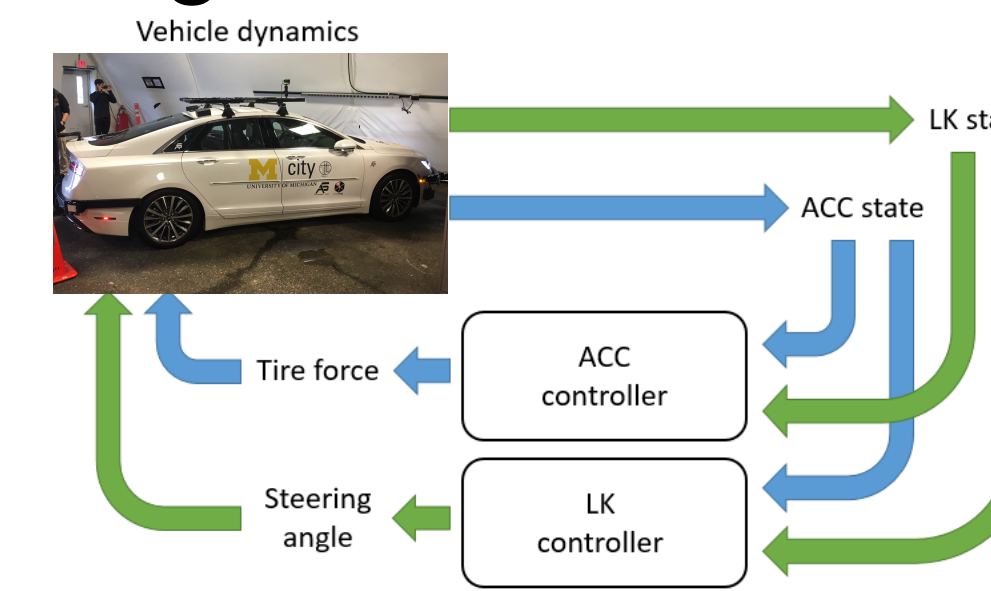 Vehicle dynamics
M city
UNIVERSITY OF MICHIGAN
LK sta
ACC state
Tire force
ACC
controller
Steering
angle
LK
controller